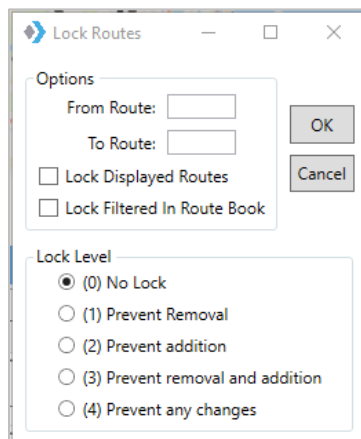 Lock Routes
Options
From Route:
To Route:
Lock Displayed Routes
Lock Filtered In Route Book
OK
Cancel
Lock Level
(0) No Lock
(1) Prevent Removal
(2) Prevent addition
(3) Prevent removal and addition
(4) Prevent any changes